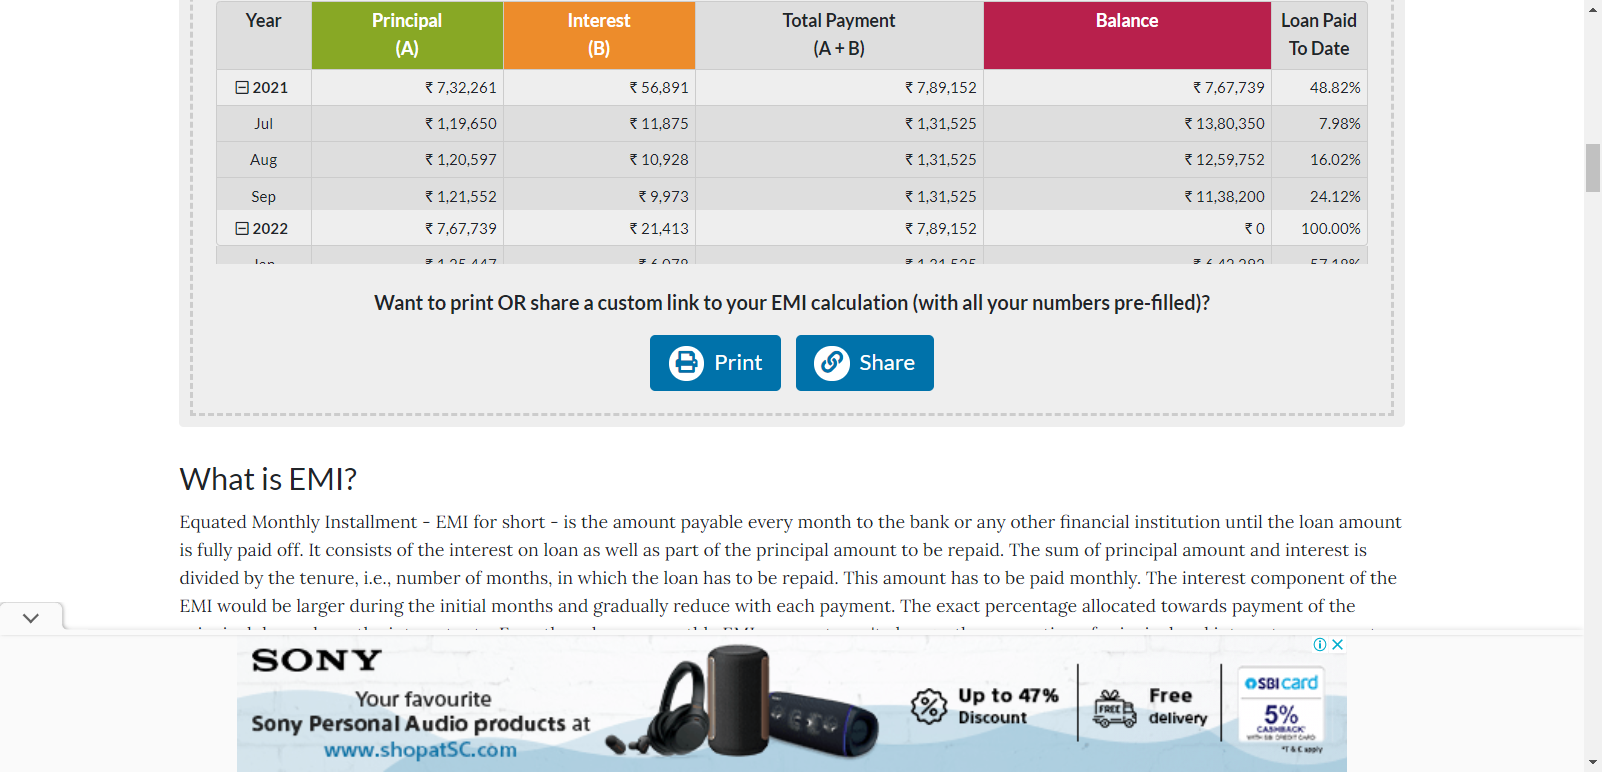 Year Principal Interest Total Payment Balance Loan Paid
(A) (B) (A + B) To Date
2021 ₹ 7,32,261 ₹ 56,891 ₹ 7,89,152 ₹ 7,67,739 48.82%
Jul ₹ 1,19,650 ₹ 11,875 ₹ 1,31,525 ₹ 13,80,350 7.98%
Aug ₹ 1,20,597 ₹ 10,928 ₹ 1,31,525 ₹ 12,59,752 16.02%
Sep ₹ 1,21,552 ₹ 9,973 ₹ 1,31,525 ₹ 11,38,200 24.12%
2022 ₹ 7,67,739 ₹ 21,413 ₹ 7,89,152 ₹ 0 100.00%
Want to print OR share a custom link to your EMI calculation (with all your numbers pre-filled)?
Print Share
What is EMI?
Equated Monthly Installment - EMI for short - is the amount payable every month to the bank or any other financial institution until the loan amount
is fully paid off. It consists of the interest on loan as well as part of the principal amount to be repaid. The sum of principal amount and interest is
divided by the tenure, i.e., number of months, in which the loan has to be repaid. This amount has to be paid monthly. The interest component of the
EMI would be larger during the initial months and gradually reduce with each payment. The exact percentage allocated towards payment of the
SONY
Your favourite
Sony Personal Audio products at
www.shopatSC.com
Up to 47%
Discount
FREE
Free
delivery
SBI card
5%
CASHBACK*
WITH SBI CREDIT CARD
*T & C apply